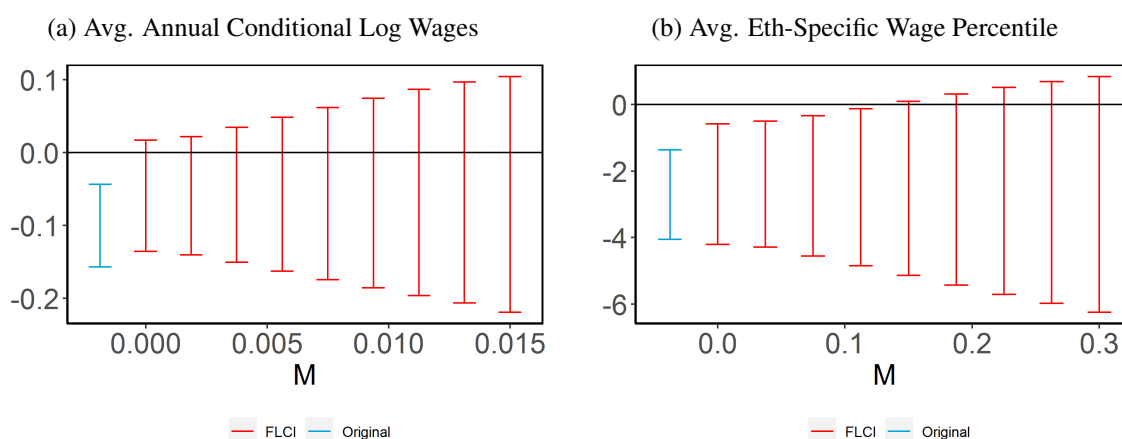 (a) Avg. Annual Conditional Log Wages
(b) Avg. Eth-Specific Wage Percentile
0.1
0.0
-0.1
-0.2
0.000 0.005 0.010 0.015
M
FLCI Original
0
-2
-4
-6
0.0 0.1 0.2 0.3
M
FLCI Original